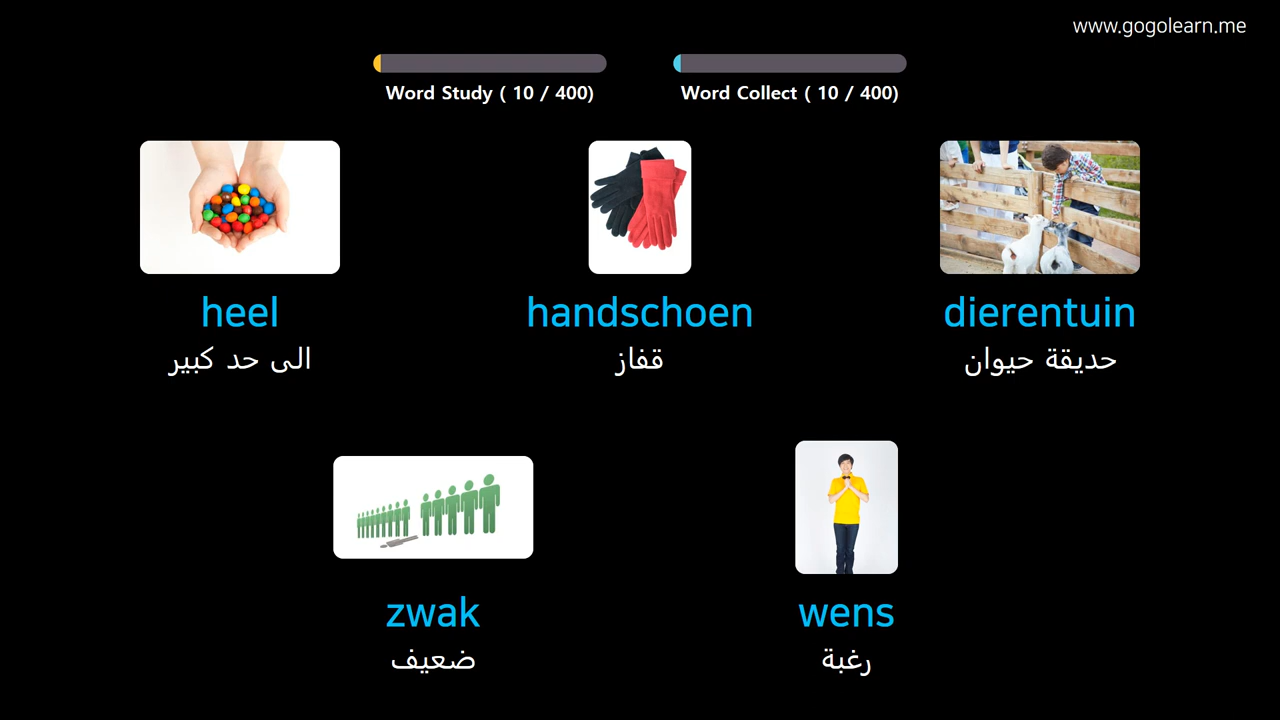 www.gogolearn.me
Word Study ( 10 / 400)
Word Collect ( 10 / 400)
heel
الى حد كبير
handschoen
قفاز
dierentuin
حديقة حيوان
zwak
ضعيف
wens
رغبة